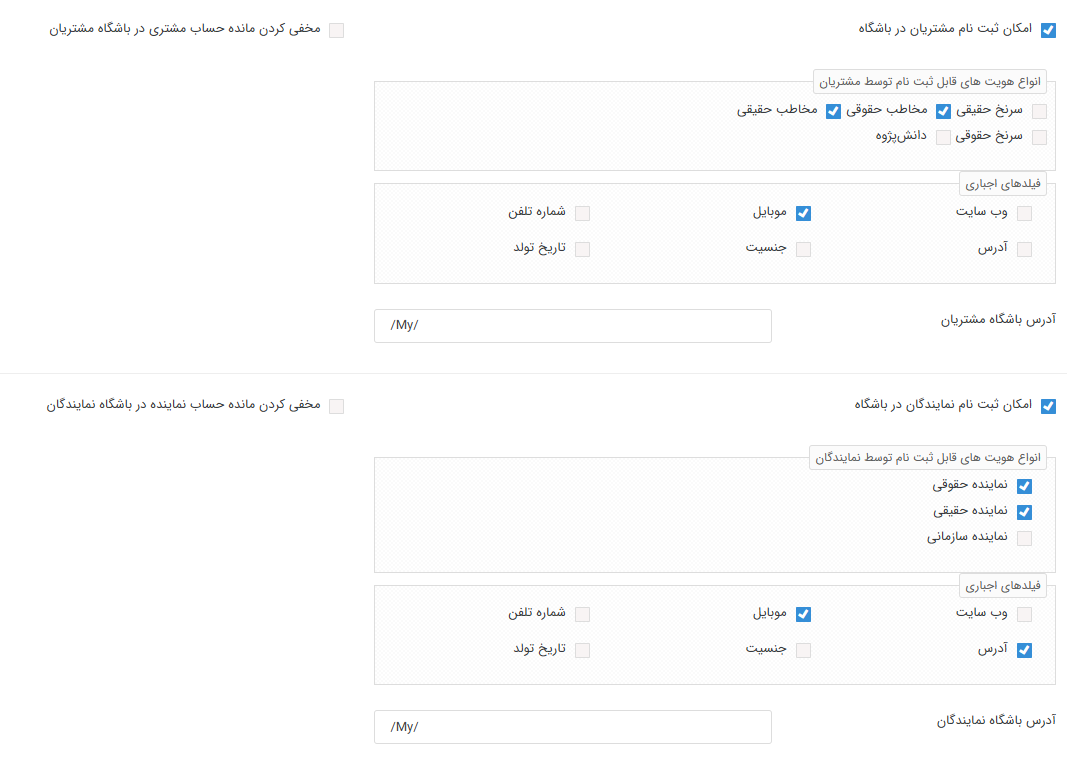 امکان ثبت نام مشتریان در باشگاه مخفی کردن مانده حساب مشتری در باشگاه مشتریان
انواع هویت های قابل ثبت نام توسط مشتریان
سرنخ حقیقی مخاطب حقوقی مخاطب حقیقی
سرنخ حقوقی دانش‌پژوه
فیلدهای اجباری
وب سایت موبایل شماره تلفن
آدرس جنسیت تاریخ تولد
آدرس باشگاه مشتریان /My/
امکان ثبت نام نمایندگان در باشگاه مخفی کردن مانده حساب نماینده در باشگاه نمایندگان
انواع هویت های قابل ثبت نام توسط نمایندگان
نماینده حقوقی
نماینده حقیقی
نماینده سازمانی
فیلدهای اجباری
وب سایت موبایل شماره تلفن
آدرس جنسیت تاریخ تولد
آدرس باشگاه نمایندگان /My/